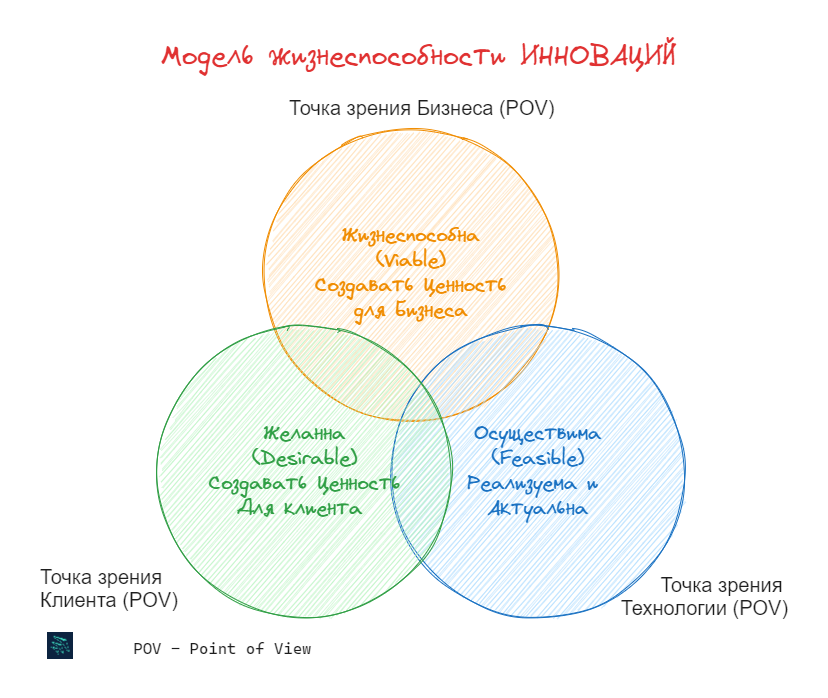 Модель жизнеспособности ИННОВАЦИЙ
Точка зрения Бизнеса (POV)
Жизнеспособна
(Viable)
Создавать Ценность
для Бизнеса
Желанна
(Desirable)
Создавать Ценность
Для клиента
Осуществима
(Feasible)
Реализуема и
Актуальна
Точка зрения
Клиента (POV)
Точка зрения
Технологии (POV)
POV - Point of View